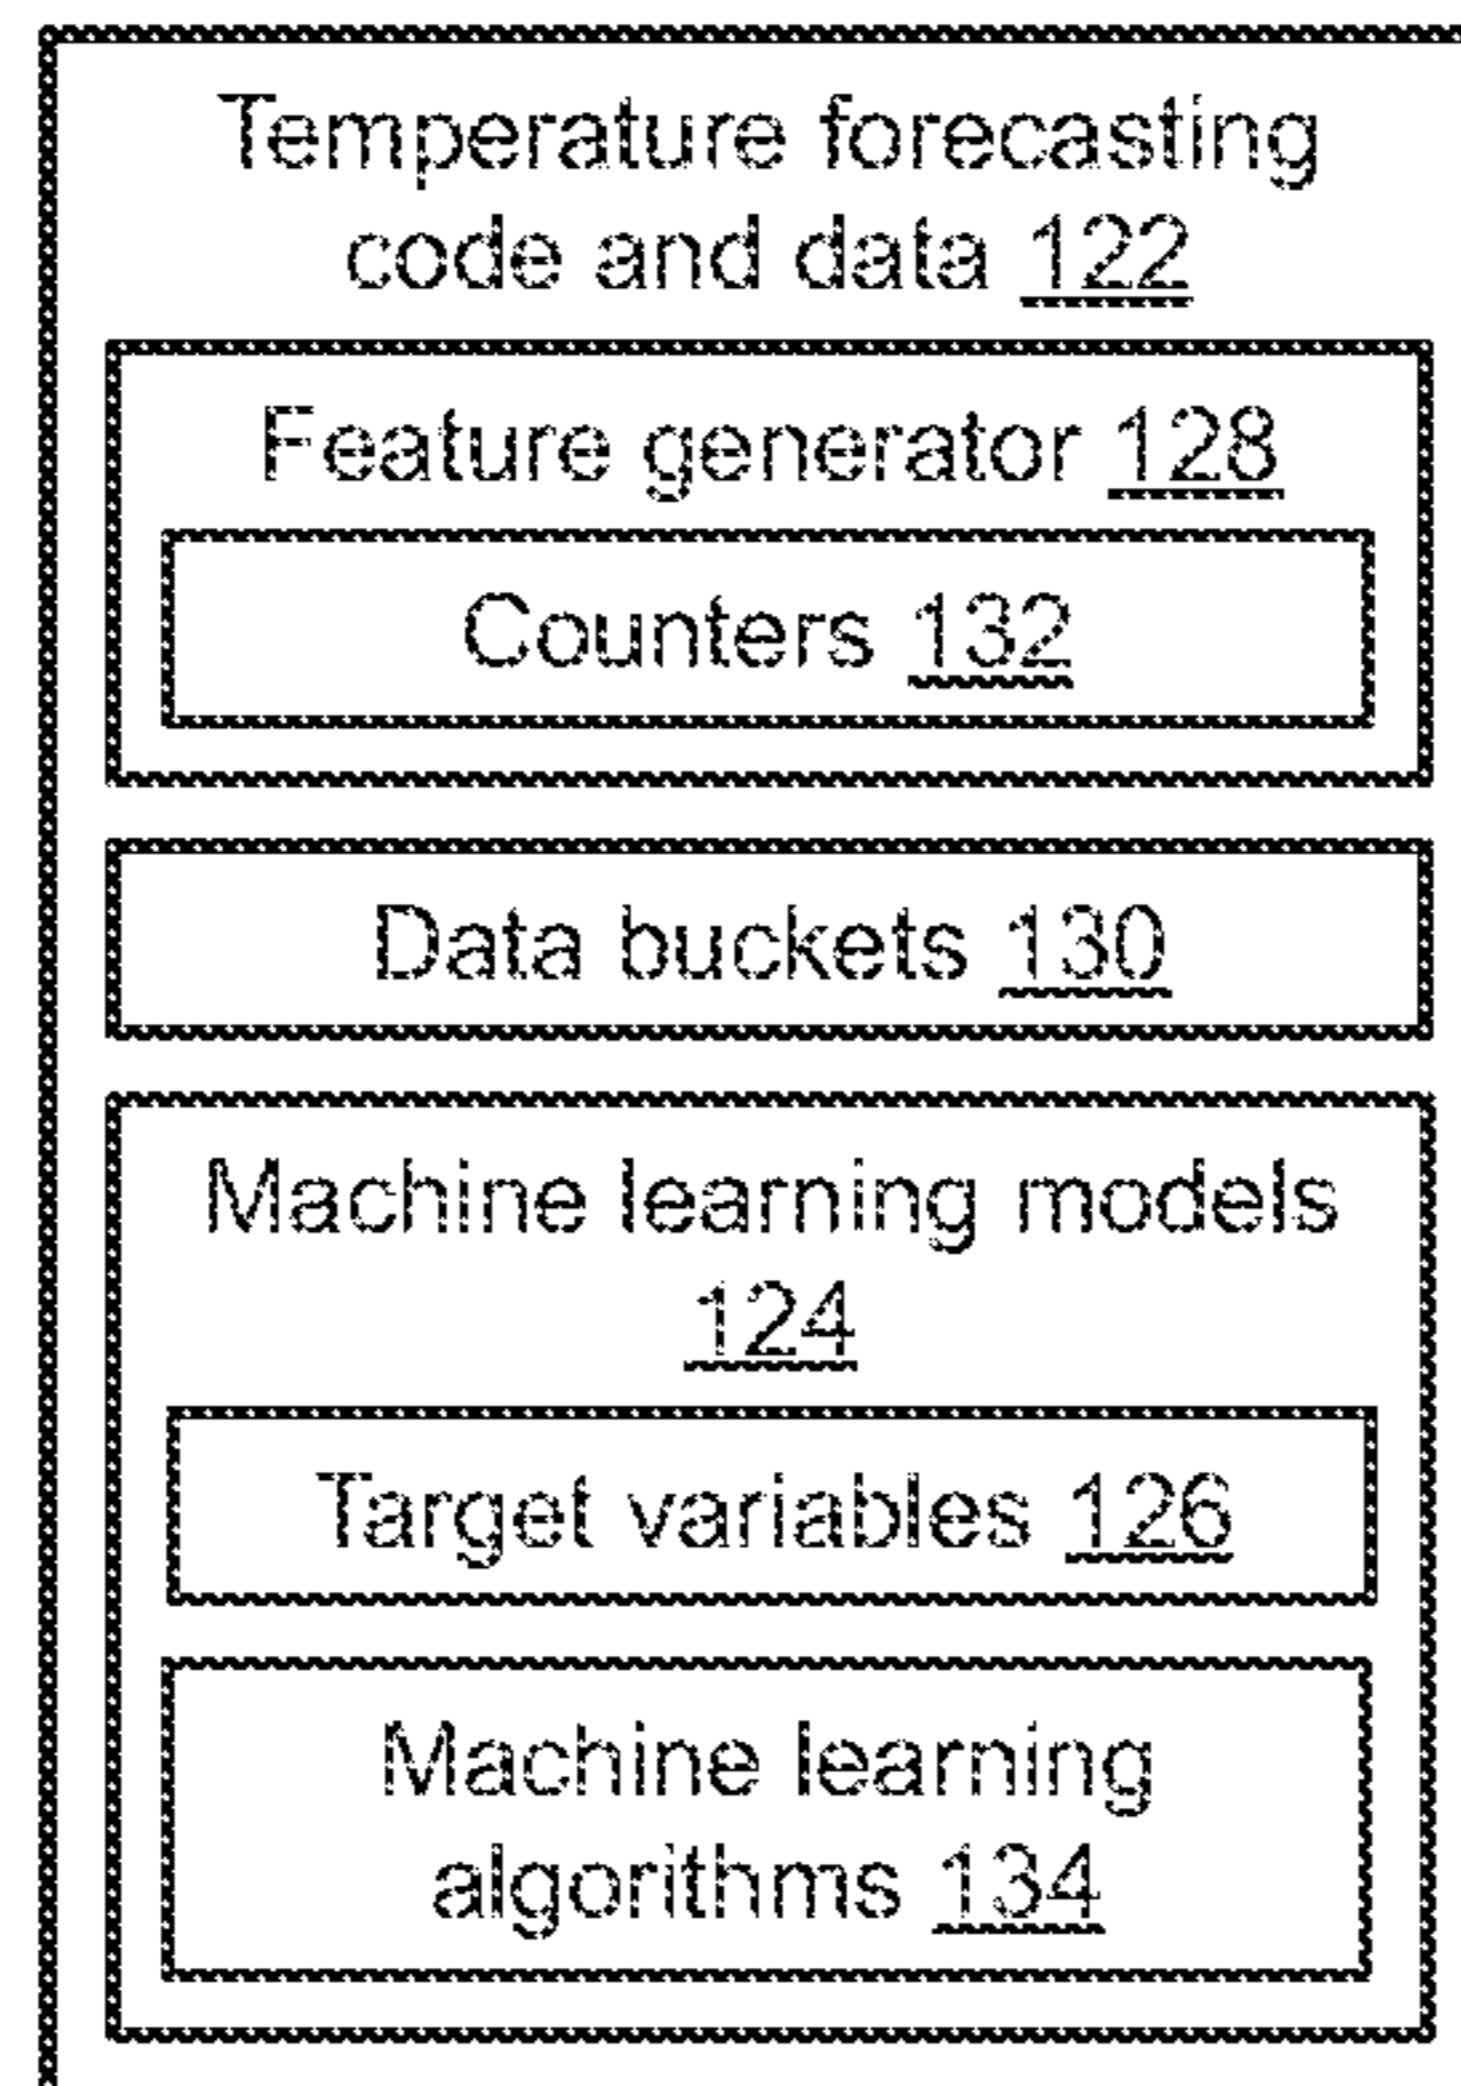 Temperature forecasting
code and data 122
Feature generator 128
Counters 132
Data buckets 130
Machine learning models
124
Target variables 126
Machine learning
algorithms 134